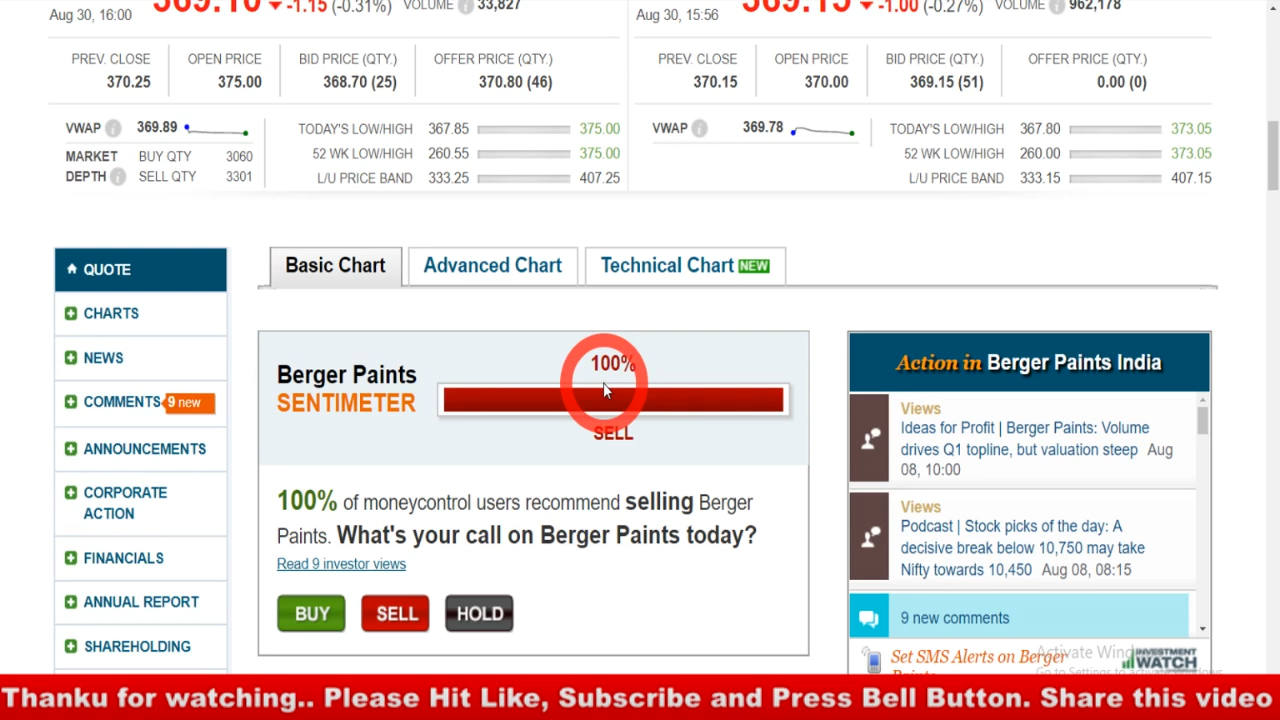 369.10 -1.15 (-0.31%) VOLUME i 33,827
Aug 30, 16:00
PREV. CLOSE OPEN PRICE BID PRICE (QTY.) OFFER PRICE (QTY.)
370.25 375.00 368.70 (25) 370.80 (46)
VWAP i 369.89
MARKET BUY QTY 3060
DEPTH i SELL QTY 3301
TODAY'S LOW/HIGH 367.85 375.00
52 WK LOW/HIGH 260.55 375.00
L/U PRICE BAND 333.25 407.25
369.15 -1.00 (-0.27%) VOLUME i 962,178
Aug 30, 15:56
PREV. CLOSE OPEN PRICE BID PRICE (QTY.) OFFER PRICE (QTY.)
370.15 370.00 369.15 (51) 0.00 (0)
VWAP i 369.78
TODAY'S LOW/HIGH 367.80 373.05
52 WK LOW/HIGH 260.00 373.05
L/U PRICE BAND 333.15 407.15
QUOTE
CHARTS
NEWS
COMMENTS 9 new
ANNOUNCEMENTS
CORPORATE
ACTION
FINANCIALS
ANNUAL REPORT
SHAREHOLDING
Basic Chart Advanced Chart Technical Chart NEW
Berger Paints
SENTIMETER
100%
SELL
100% of moneycontrol users recommend selling Berger
Paints. What's your call on Berger Paints today?
Read 9 investor views
BUY SELL HOLD
Action in Berger Paints India
Views
Ideas for Profit | Berger Paints: Volume
drives Q1 topline, but valuation steep Aug
08, 10:00
Views
Podcast | Stock picks of the day: A
decisive break below 10,750 may take
Nifty towards 10,450 Aug 08, 08:15
9 new comments
Set SMS Alerts on Berger
INVESTMENT
WATCH
Thanku for watching.. Please Hit Like, Subscribe and Press Bell Button. Share this video